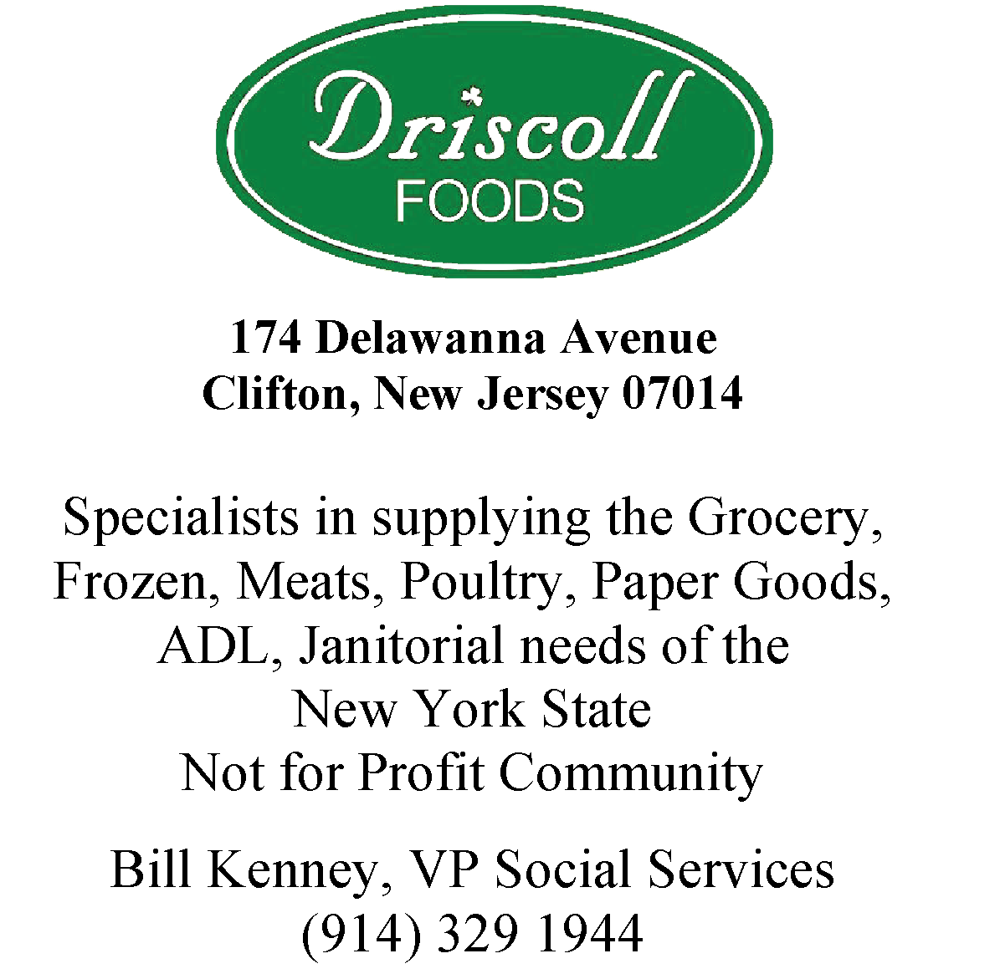 Driscoll
FOODS
174 Delawanna Avenue
Clifton, New Jersey 07014
Specialists in supplying the Grocery,
Frozen, Meats, Poultry, Paper Goods,
ADL, Janitorial needs of the
New York State
Not for Profit Community
Bill Kenney, VP Social Services
(914) 329 1944